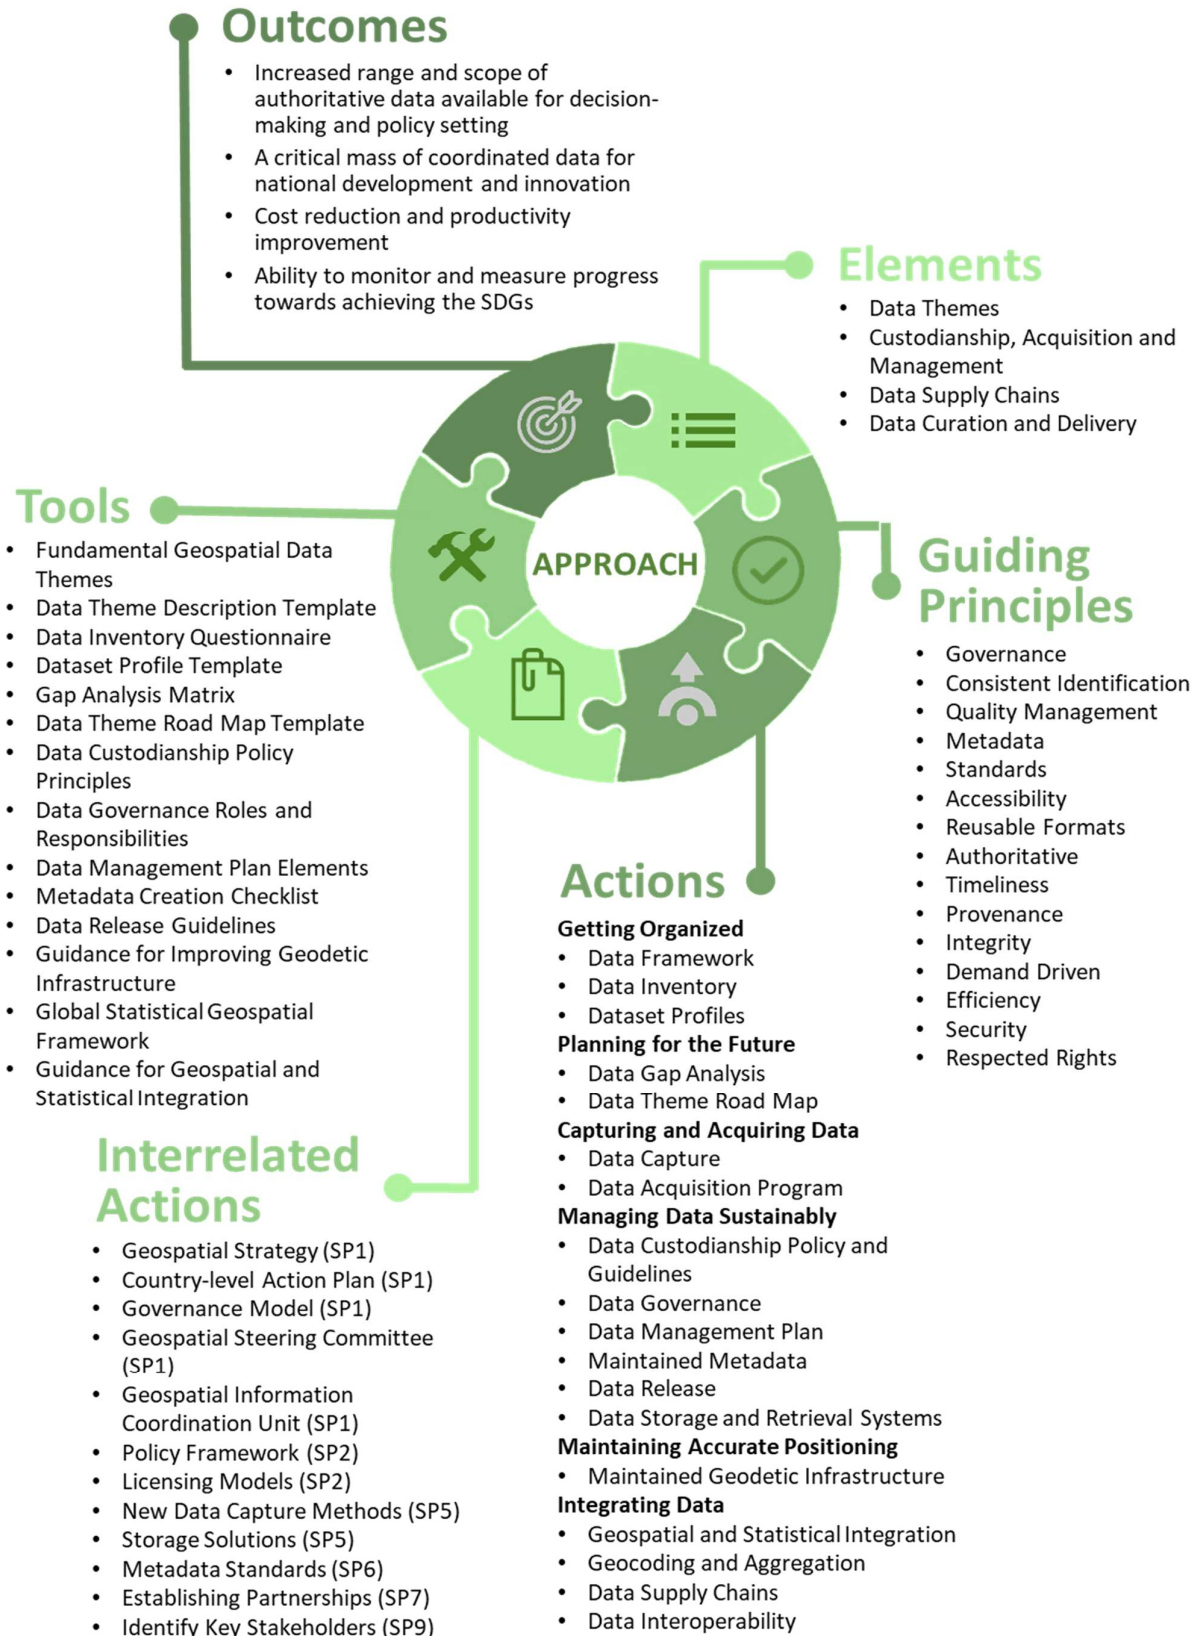 Outcomes
• Increased range and scope of
authoritative data available for decision-
making and policy setting
• A critical mass of coordinated data for
national development and innovation
• Cost reduction and productivity
improvement
• Ability to monitor and measure progress
towards achieving the SDGs
Elements
• Data Themes
• Custodianship, Acquisition and
Management
• Data Supply Chains
• Data Curation and Delivery
APPROACH
Tools
• Fundamental Geospatial Data
Themes
• Data Theme Description Template
• Data Inventory Questionnaire
• Dataset Profile Template
• Gap Analysis Matrix
• Data Theme Road Map Template
• Data Custodianship Policy
Principles
• Data Governance Roles and
Responsibilities
• Data Management Plan Elements
• Metadata Creation Checklist
• Data Release Guidelines
• Guidance for Improving Geodetic
Infrastructure
• Global Statistical Geospatial
Framework
• Guidance for Geospatial and
Statistical Integration
Guiding
Principles
• Governance
• Consistent Identification
• Quality Management
• Metadata
• Standards
• Accessibility
• Reusable Formats
• Authoritative
• Timeliness
• Provenance
• Integrity
• Demand Driven
• Efficiency
• Security
• Respected Rights
Actions
Getting Organized
• Data Framework
• Data Inventory
• Dataset Profiles
Planning for the Future
• Data Gap Analysis
• Data Theme Road Map
Capturing and Acquiring Data
• Data Capture
• Data Acquisition Program
Managing Data Sustainably
• Data Custodianship Policy and
Guidelines
• Data Governance
• Data Management Plan
• Maintained Metadata
• Data Release
• Data Storage and Retrieval Systems
Maintaining Accurate Positioning
• Maintained Geodetic Infrastructure
Integrating Data
• Geospatial and Statistical Integration
• Geocoding and Aggregation
• Data Supply Chains
• Data Interoperability
Interrelated
Actions
• Geospatial Strategy (SP1)
• Country-level Action Plan (SP1)
• Governance Model (SP1)
• Geospatial Steering Committee
(SP1)
• Geospatial Information
Coordination Unit (SP1)
• Policy Framework (SP2)
• Licensing Models (SP2)
• New Data Capture Methods (SP5)
• Storage Solutions (SP5)
• Metadata Standards (SP6)
• Establishing Partnerships (SP7)
• Identify Key Stakeholders (SP9)